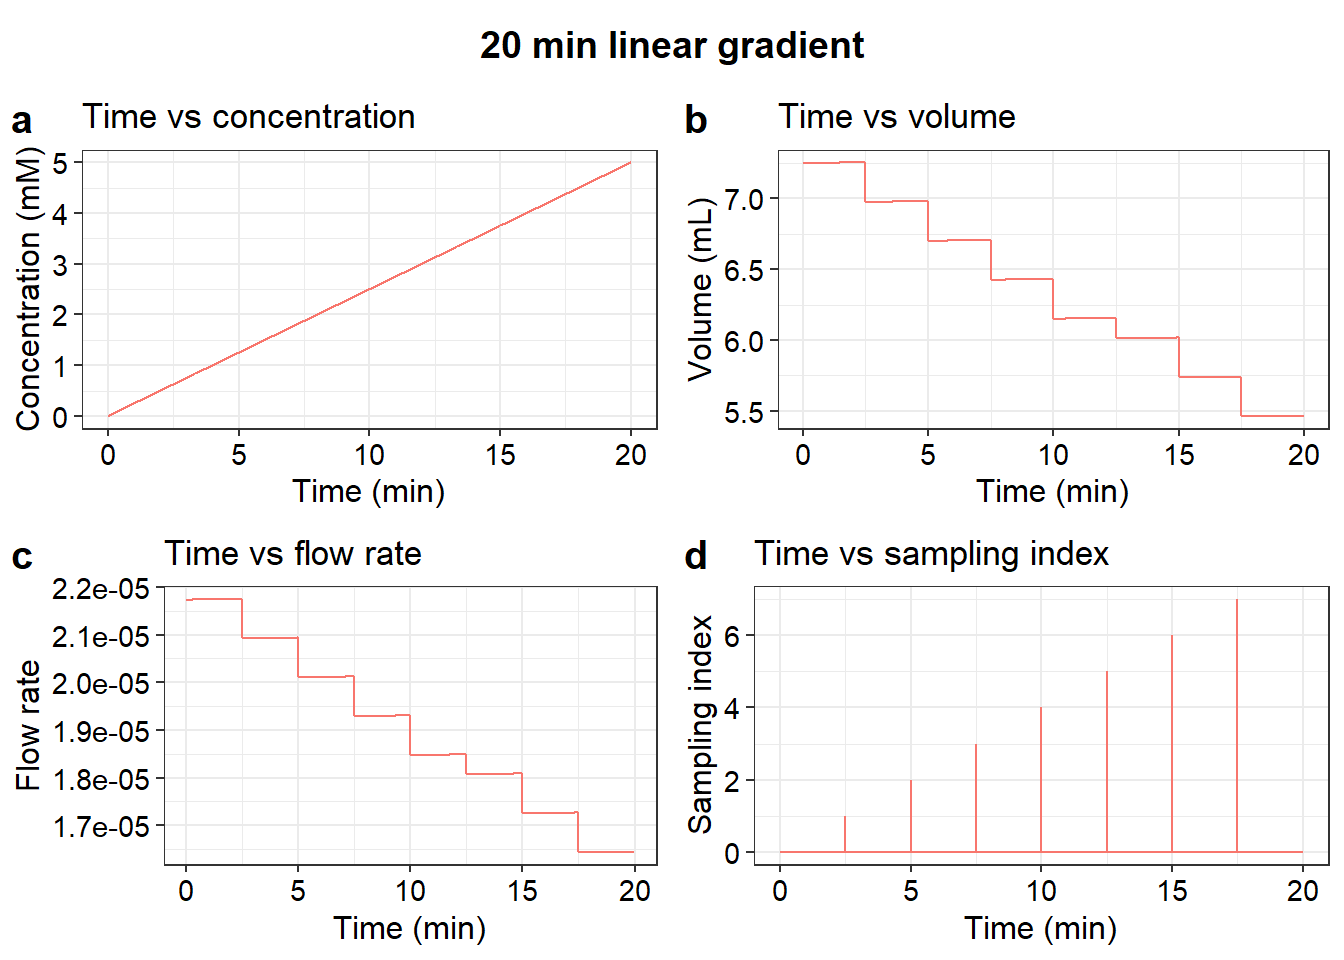 20 min linear gradient
a
Time vs concentration
Concentration (mM)
5
4
3
2
1
0
0 5 10 15 20
Time (min)
b
Time vs volume
Volume (mL)
7.0
6.5
6.0
5.5
0 5 10 15 20
Time (min)
c
Time vs flow rate
Flow rate
2.2e-05
2.1e-05
2.0e-05
1.9e-05
1.8e-05
1.7e-05
0 5 10 15 20
Time (min)
d
Time vs sampling index
Sampling index
6
4
2
0
0 5 10 15 20
Time (min)